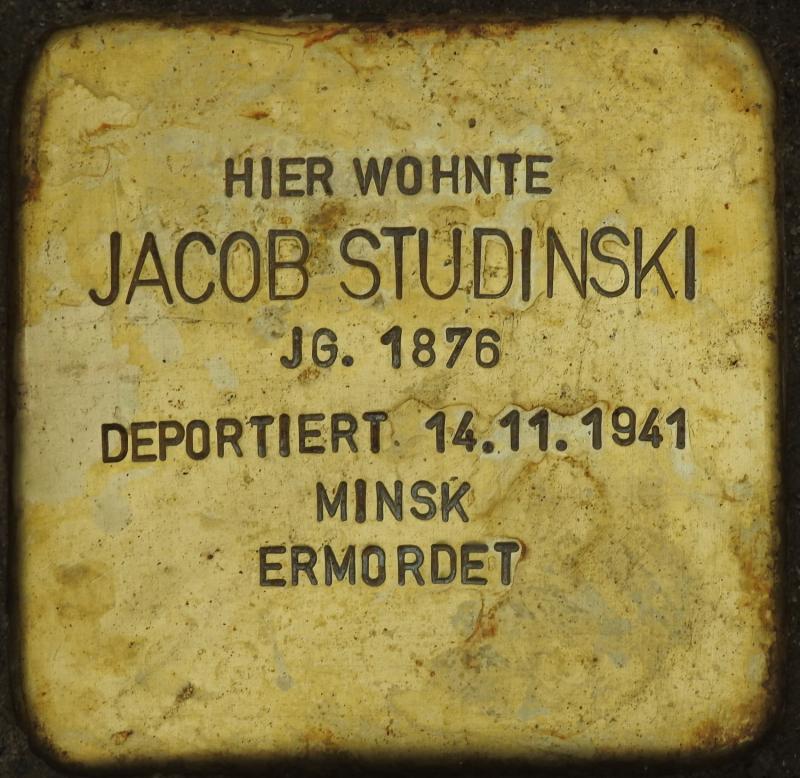 HIER WOHNTE
JACOB STUDINSKI
JG. 1876
DEPORTIERT 14.11.1941
MINSK
ERMORDET